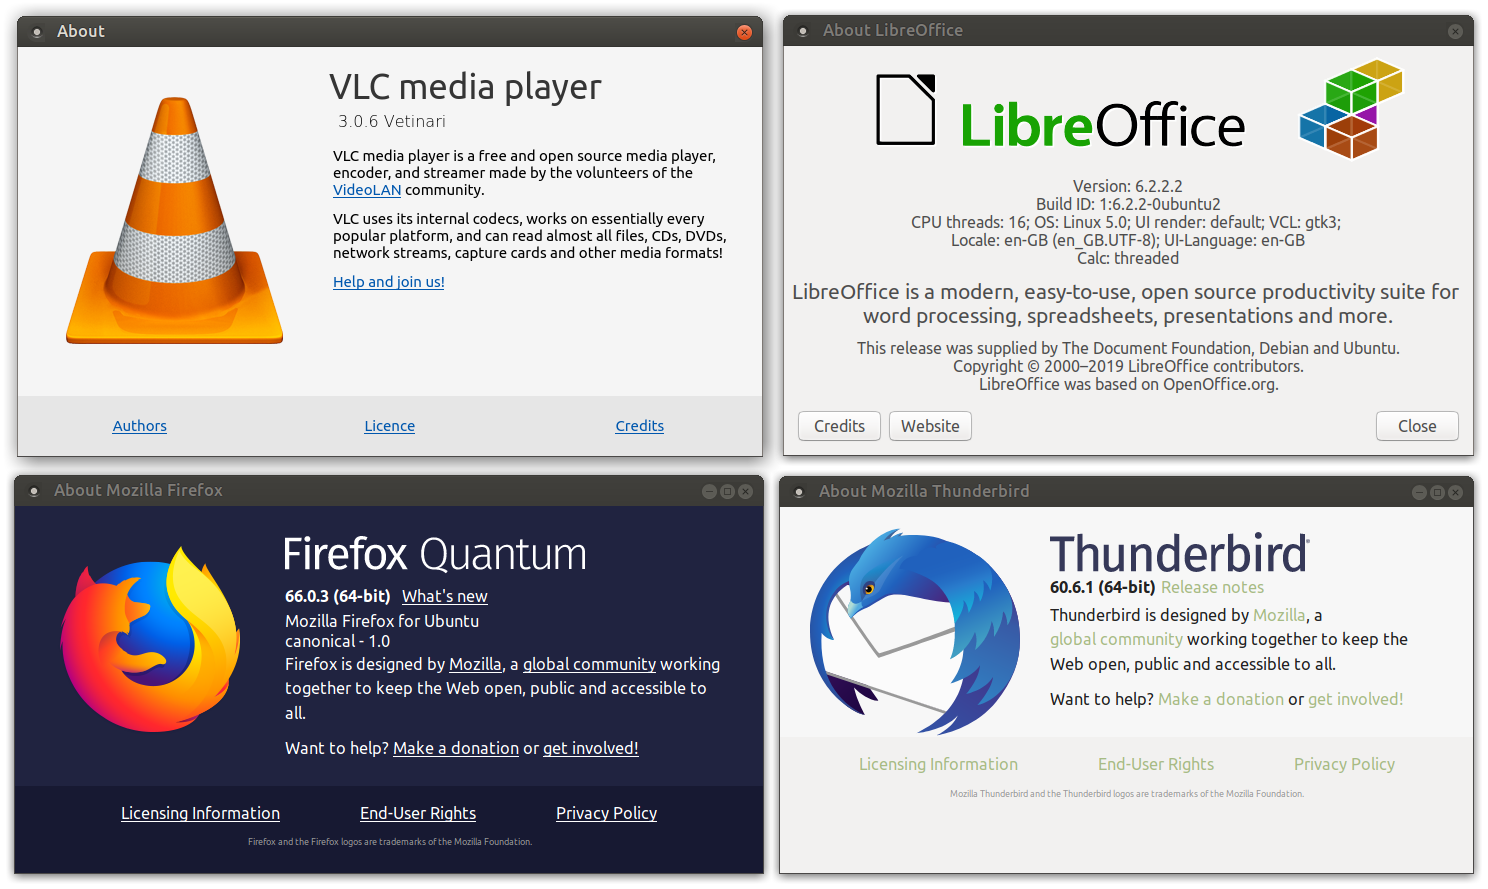 About
VLC media player
3.0.6 Vetinari
VLC media player is a free and open source media player,
encoder, and streamer made by the volunteers of the
VideoLAN community.
VLC uses its internal codecs, works on essentially every
popular platform, and can read almost all files, CDs, DVDs,
network streams, capture cards and other media formats!
Help and join us!
Authors Licence Credits
About LibreOffice
LibreOffice
Version: 6.2.2.2
Build ID: 1:6.2.2-0ubuntu2
CPU threads: 16; OS: Linux 5.0; UI render: default; VCL: gtk3;
Locale: en-GB (en_GB.UTF-8); UI-Language: en-GB
Calc: threaded
LibreOffice is a modern, easy-to-use, open source productivity suite for
word processing, spreadsheets, presentations and more.
This release was supplied by The Document Foundation, Debian and Ubuntu.
Copyright © 2000–2019 LibreOffice contributors.
LibreOffice was based on OpenOffice.org.
Credits Website Close
About Mozilla Firefox
Firefox Quantum
66.0.3 (64-bit) What's new
Mozilla Firefox for Ubuntu
canonical - 1.0
Firefox is designed by Mozilla, a global community working
together to keep the Web open, public and accessible to
all.
Want to help? Make a donation or get involved!
Licensing Information End-User Rights Privacy Policy
Firefox and the Firefox logos are trademarks of the Mozilla Foundation.
About Mozilla Thunderbird
Thunderbird
60.6.1 (64-bit) Release notes
Thunderbird is designed by Mozilla, a
global community working together to keep the
Web open, public and accessible to all.
Want to help? Make a donation or get involved!
Licensing Information End-User Rights Privacy Policy
Mozilla Thunderbird and the Thunderbird logos are trademarks of the Mozilla Foundation.